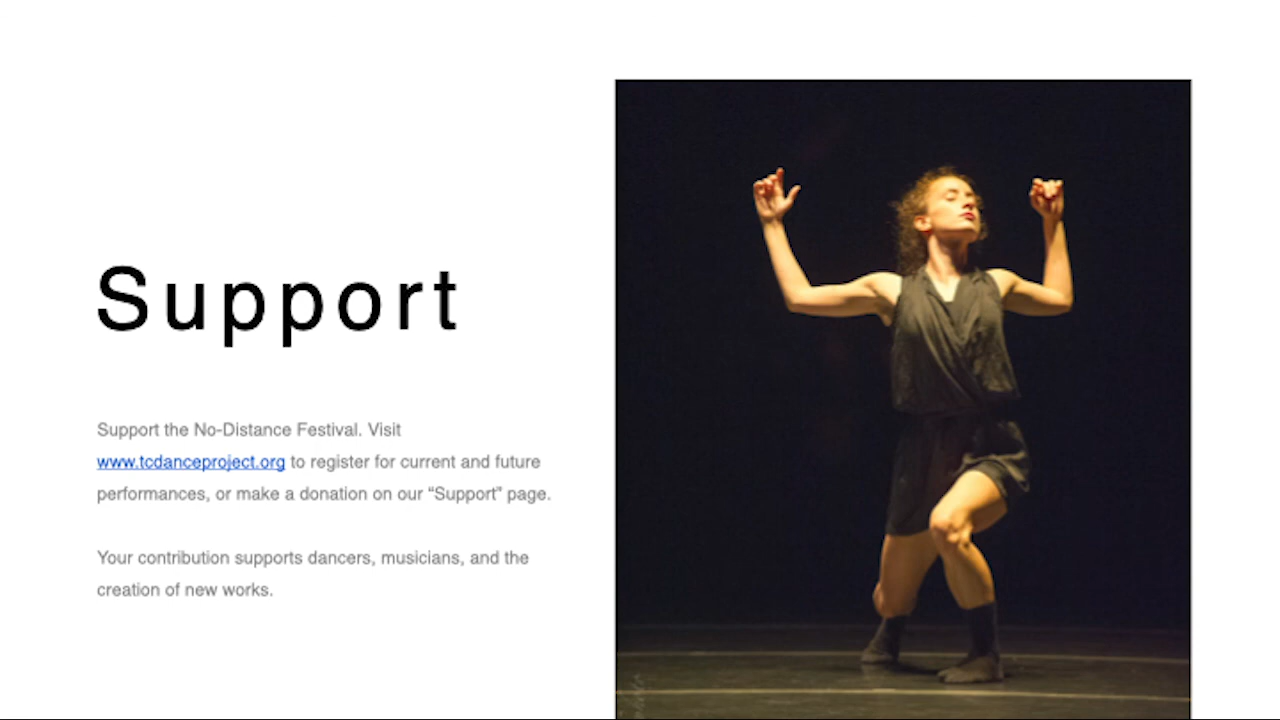 Support
Support the No-Distance Festival. Visit
www.tcdanceproject.org to register for current and future
performances, or make a donation on our “Support” page.
Your contribution supports dancers, musicians, and the
creation of new works.